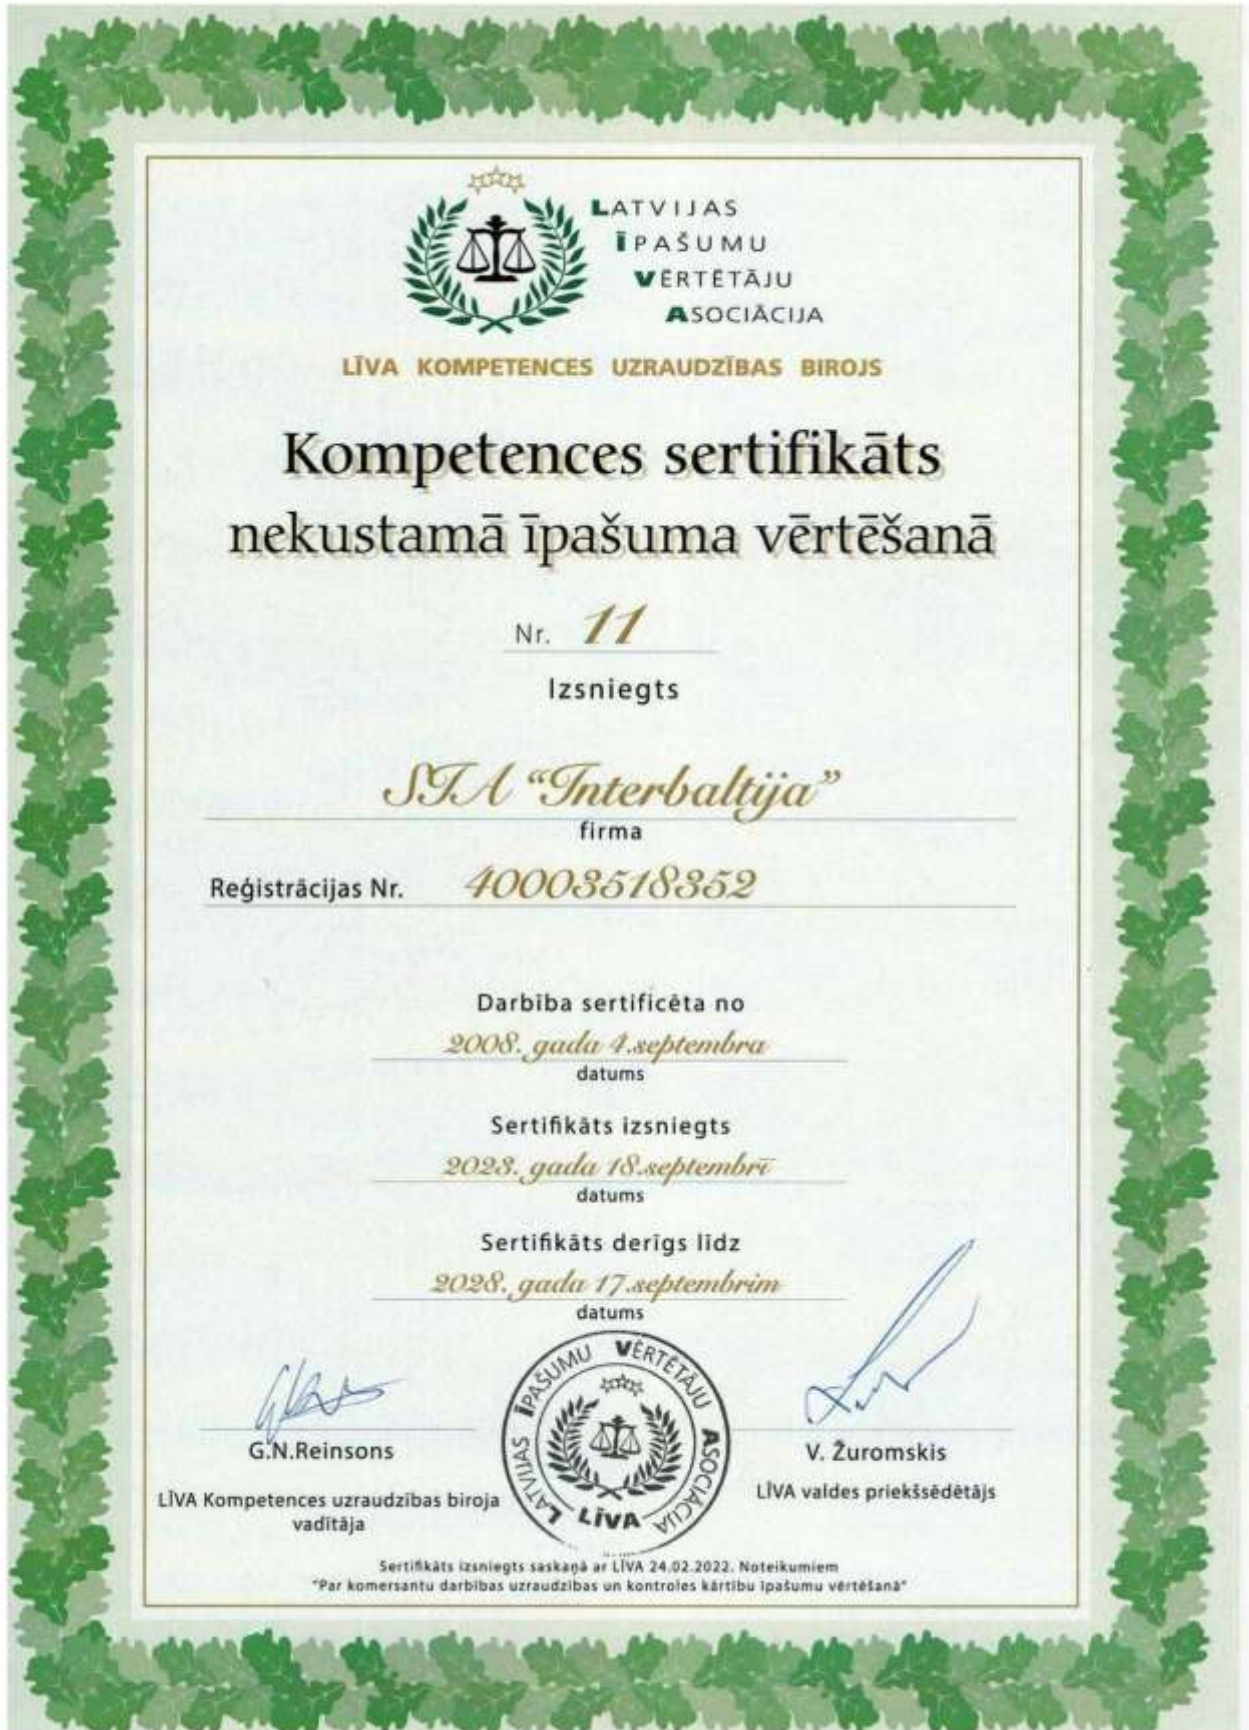 LATVIJAS
ĪPAŠUMU
VĒRTĒTĀJU
ASOCIĀCIJA
LĪVA KOMPETENCES UZRAUDZĪBAS BIROJS
Kompetences sertifikāts
nekustamā īpašuma vērtēšanā
Nr. 11
Izsniegts
SIA “Interbaltija”
firma
Reģistrācijas Nr. 40003518352
Darbība sertificēta no
2008. gada 4.septembra
datums
Sertifikāts izsniegts
2023. gada 18.septembrī
datums
Sertifikāts derīgs līdz
2028. gada 17.septembrim
datums
LATVIJAS ĪPAŠUMU VĒRTĒTĀJU ASOCIĀCIJA
LĪVA
G.N.Reinsons
LĪVA Kompetences uzraudzības biroja
vadītāja
V. Žuromskis
LĪVA valdes priekšsēdētājs
Sertifikāts izsniegts saskaņā ar LĪVA 24.02.2022. Noteikumiem
"Par komersantu darbības uzraudzības un kontroles kārtību īpašumu vērtēšanā"